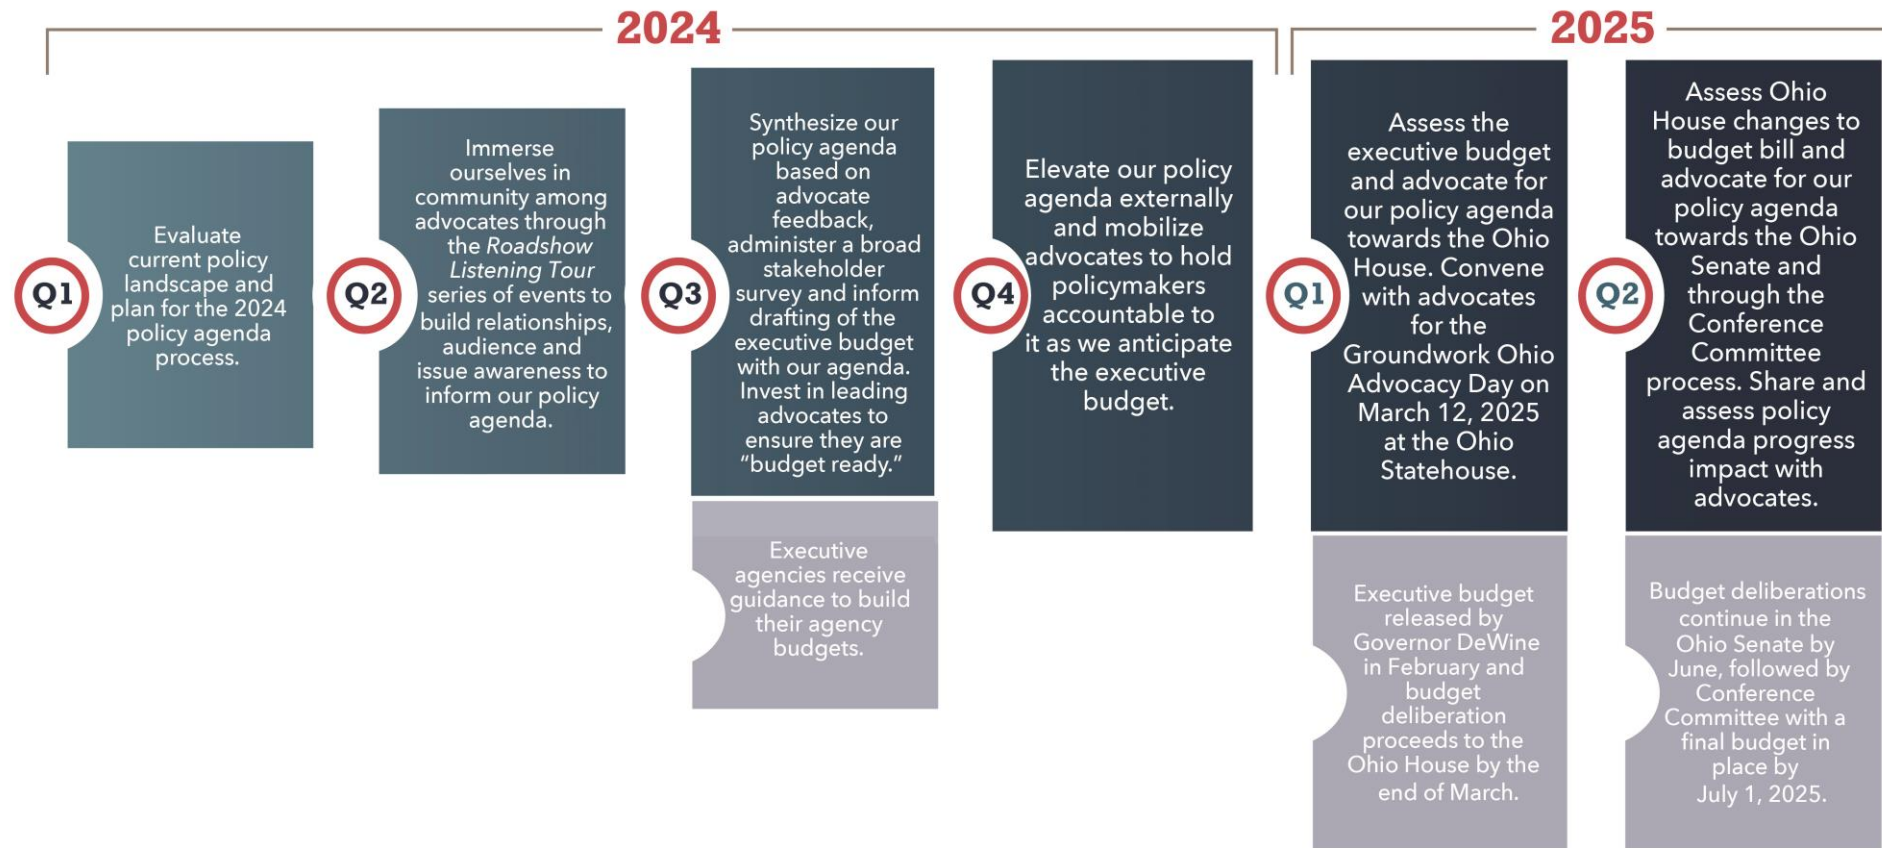 2024
2025
Q1
Evaluate
current policy
landscape and
plan for the 2024
policy agenda
process.
Q2
Immerse
ourselves in
community among
advocates through
the Roadshow
Listening Tour
series of events to
build relationships,
audience and
issue awareness to
inform our policy
agenda.
Q3
Synthesize our
policy agenda
based on
advocate
feedback,
administer a broad
stakeholder
survey and inform
drafting of the
executive budget
with our agenda.
Invest in leading
advocates to
ensure they are
“budget ready.”
Executive
agencies receive
guidance to build
their agency
budgets.
Q4
Elevate our policy
agenda externally
and mobilize
advocates to hold
policymakers
accountable to
it as we anticipate
the executive
budget.
Q1
Assess the
executive budget
and advocate for
our policy agenda
towards the Ohio
House. Convene
with advocates
for the
Groundwork Ohio
Advocacy Day on
March 12, 2025
at the Ohio
Statehouse.
Executive budget
released by
Governor DeWine
in February and
budget
deliberation
proceeds to the
Ohio House by the
end of March.
Q2
Assess Ohio
House changes to
budget bill and
advocate for our
policy agenda
towards the Ohio
Senate and
through the
Conference
Committee
process. Share and
assess policy
agenda progress
impact with
advocates.
Budget deliberations
continue in the
Ohio Senate by
June, followed by
Conference
Committee with a
final budget in
place by
July 1, 2025.